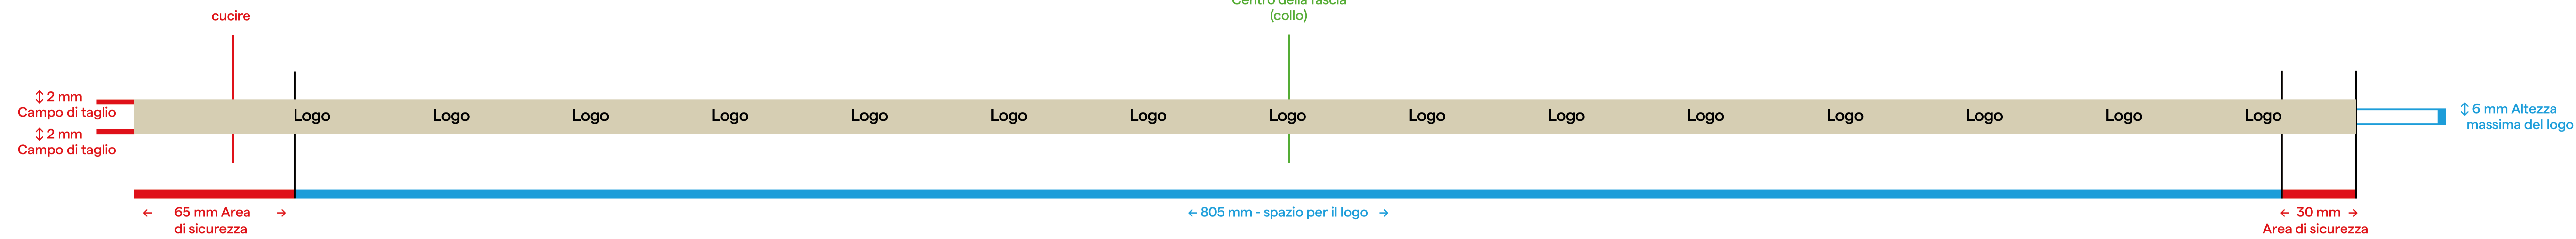 Centro della fascia
cucire
(collo)
↕ 2 mm
Campo di taglio
↕ 2 mm
Campo di taglio
Logo Logo Logo Logo Logo Logo Logo Logo Logo Logo Logo Logo Logo Logo Logo
↕ 6 mm Altezza
massima del logo
← 65 mm Area →
di sicurezza
← 805 mm - spazio per il logo →
← 30 mm →
Area di sicurezza